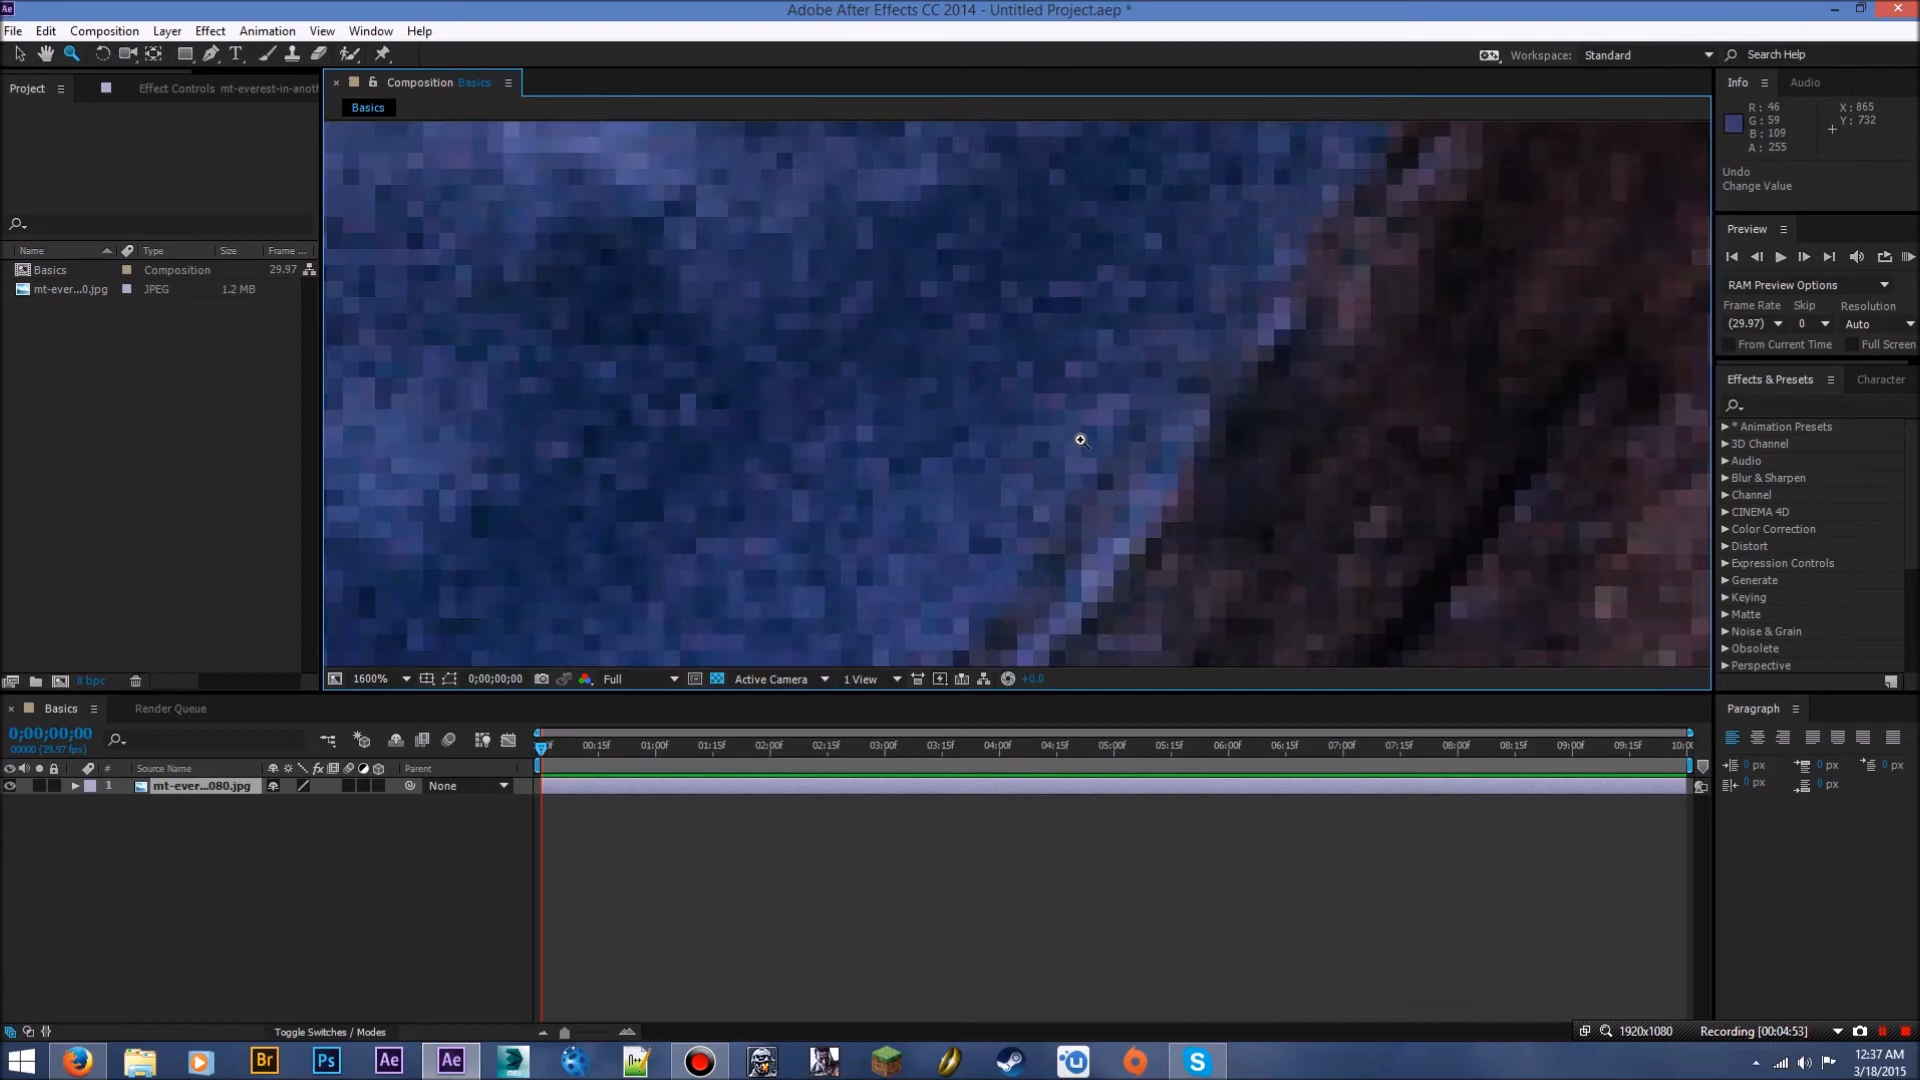 Ae
Adobe After Effects CC 2014 - Untitled Project.aep *
File Edit Composition Layer Effect Animation View Window Help
T
Workspace: Standard Search Help
Project Effect Controls mt-everest-in-anoth
Composition Basics
Basics
Name Type Size Frame ...
Basics Composition 29.97
mt-ever...0.jpg JPEG 1.2 MB
8 bpc
1600% 0;00;00;00 Full Active Camera 1 View +0.0
Info Audio
R : 46 X : 865
G : 59 Y : 732
B : 109
A : 255
Undo
Change Value
Preview
RAM Preview Options
Frame Rate Skip Resolution
(29.97) 0 Auto
From Current Time Full Screen
Effects & Presets Character
* Animation Presets
3D Channel
Audio
Blur & Sharpen
Channel
CINEMA 4D
Color Correction
Distort
Expression Controls
Generate
Keying
Matte
Noise & Grain
Obsolete
Perspective
Basics Render Queue
0;00;00;00
00000 (29.97 fps)
00:15f 01:00f 01:15f 02:00f 02:15f 03:00f 03:15f 04:00f 04:15f 05:00f 05:15f 06:00f 06:15f 07:00f 07:15f 08:00f 08:15f 09:00f 09:15f 10:0
# Source Name fx Parent
1 mt-ever...080.jpg None
Paragraph
0 px 0 px 0 px
0 px 0 px
Toggle Switches / Modes
1920x1080 Recording [00:04:53]
Br Ps Ae Ae
12:37 AM
3/18/2015